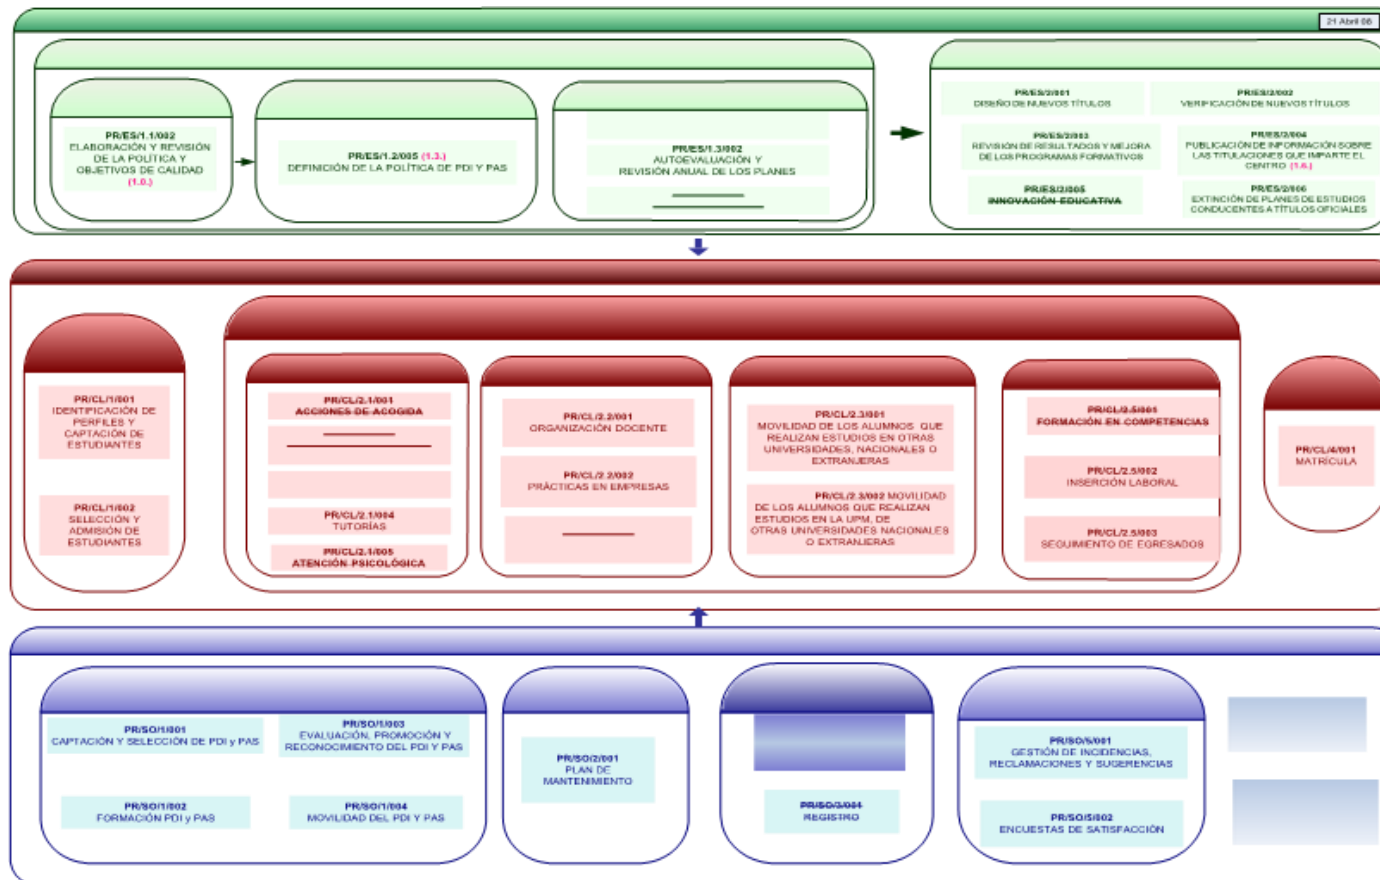 21 Abril 08
PR/ES/1.1/002
ELABORACIÓN Y REVISIÓN
DE LA POLÍTICA Y
OBJETIVOS DE CALIDAD
(1.0.)
PR/ES/1.2/005 (1.3.)
DEFINICIÓN DE LA POLÍTICA DE PDI Y PAS
PR/ES/1.3/002
AUTOEVALUACIÓN Y
REVISIÓN ANUAL DE LOS PLANES
PR/ES/2/001
DISEÑO DE NUEVOS TÍTULOS
PR/ES/2/002
VERIFICACIÓN DE NUEVOS TÍTULOS
PR/ES/2/003
REVISIÓN DE RESULTADOS Y MEJORA
DE LOS PROGRAMAS FORMATIVOS
PR/ES/2/004
PUBLICACIÓN DE INFORMACIÓN SOBRE
LAS TITULACIONES QUE IMPARTE EL
CENTRO (1.6.)
PR/ES/2/005
INNOVACIÓN EDUCATIVA
PR/ES/2/006
EXTINCIÓN DE PLANES DE ESTUDIOS
CONDUCENTES A TÍTULOS OFICIALES
PR/CL/1/001
IDENTIFICACIÓN DE
PERFILES Y
CAPTACIÓN DE
ESTUDIANTES
PR/CL/1/002
SELECCIÓN Y
ADMISIÓN DE
ESTUDIANTES
PR/CL/2.1/001
ACCIONES DE ACOGIDA
PR/CL/2.1/004
TUTORÍAS
PR/CL/2.1/005
ATENCIÓN PSICOLÓGICA
PR/CL/2.2/001
ORGANIZACIÓN DOCENTE
PR/CL/2.2/002
PRÁCTICAS EN EMPRESAS
PR/CL/2.3/001
MOVILIDAD DE LOS ALUMNOS QUE
REALIZAN ESTUDIOS EN OTRAS
UNIVERSIDADES, NACIONALES O
EXTRANJERAS
PR/CL/2.3/002 MOVILIDAD
DE LOS ALUMNOS QUE REALIZAN
ESTUDIOS EN LA UPM, DE
OTRAS UNIVERSIDADES NACIONALES
O EXTRANJERAS
PR/CL/2.5/001
FORMACIÓN EN COMPETENCIAS
PR/CL/2.5/002
INSERCIÓN LABORAL
PR/CL/2.5/003
SEGUIMIENTO DE EGRESADOS
PR/CL/4/001
MATRÍCULA
PR/SO/1/001
CAPTACIÓN Y SELECCIÓN DE PDI y PAS
PR/SO/1/003
EVALUACIÓN, PROMOCIÓN Y
RECONOCIMIENTO DEL PDI Y PAS
PR/SO/1/002
FORMACIÓN PDI y PAS
PR/SO/1/004
MOVILIDAD DEL PDI Y PAS
PR/SO/2/001
PLAN DE
MANTENIMIENTO
PR/SO/3/001
REGISTRO
PR/SO/5/001
GESTIÓN DE INCIDENCIAS,
RECLAMACIONES Y SUGERENCIAS
PR/SO/5/002
ENCUESTAS DE SATISFACCIÓN